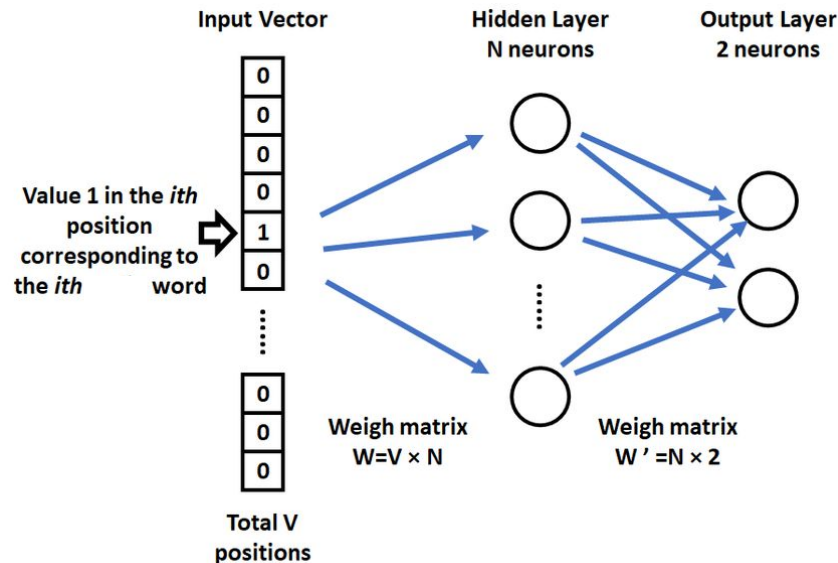 Input Vector
Hidden Layer
N neurons
Output Layer
2 neurons
0
0
0
0
1
0
0
0
0
Value 1 in the ith
position
corresponding to
the ith word
Weigh matrix
W=V × N
Weigh matrix
W ' =N × 2
Total V
positions